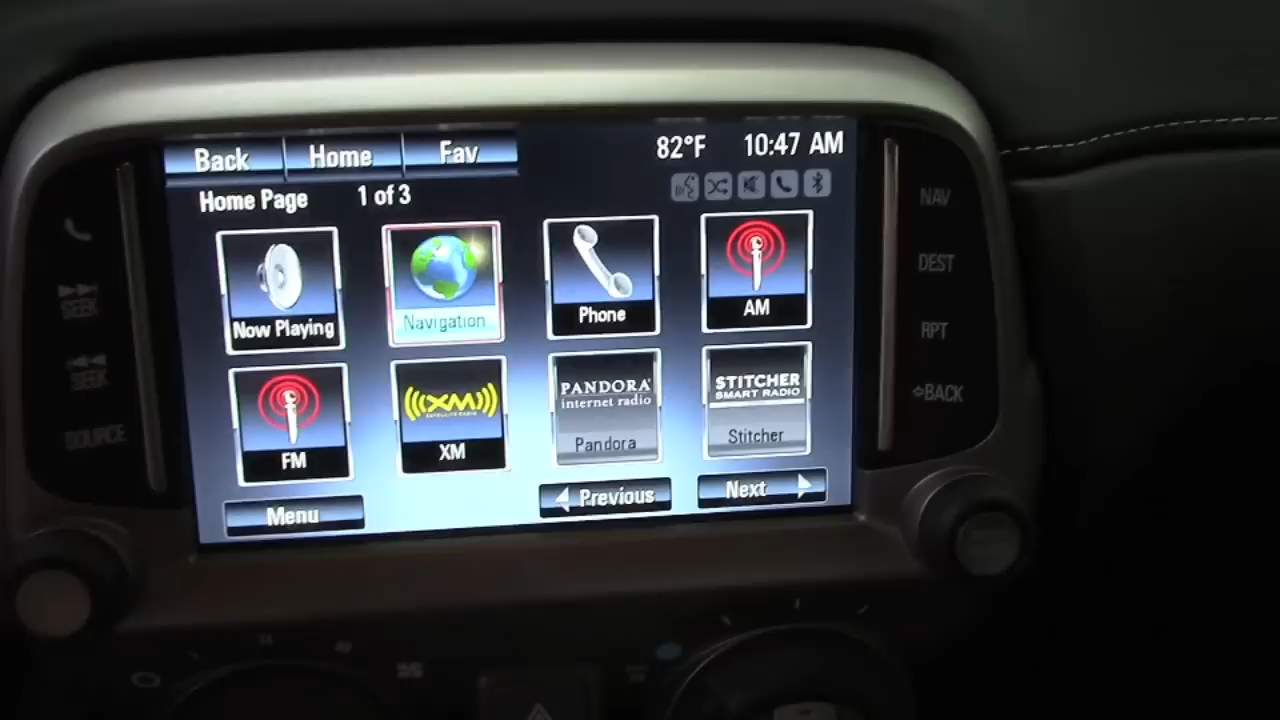 Back Home Fav 82°F 10:47 AM
Home Page 1 of 3
Now Playing Navigation Phone AM
PANDORA internet radio
STITCHER SMART RADIO
FM XM XM Pandora Stitcher
Menu Previous Next
SEEK
SEEK
SOURCE
NAV
DEST
RPT
BACK